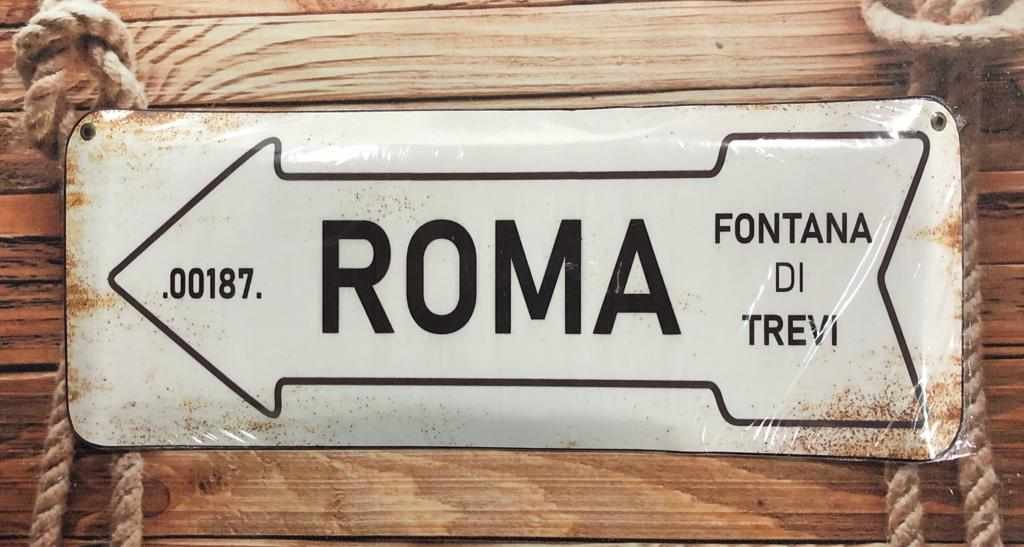 .00187.
ROMA
FONTANA
DI
TREVI